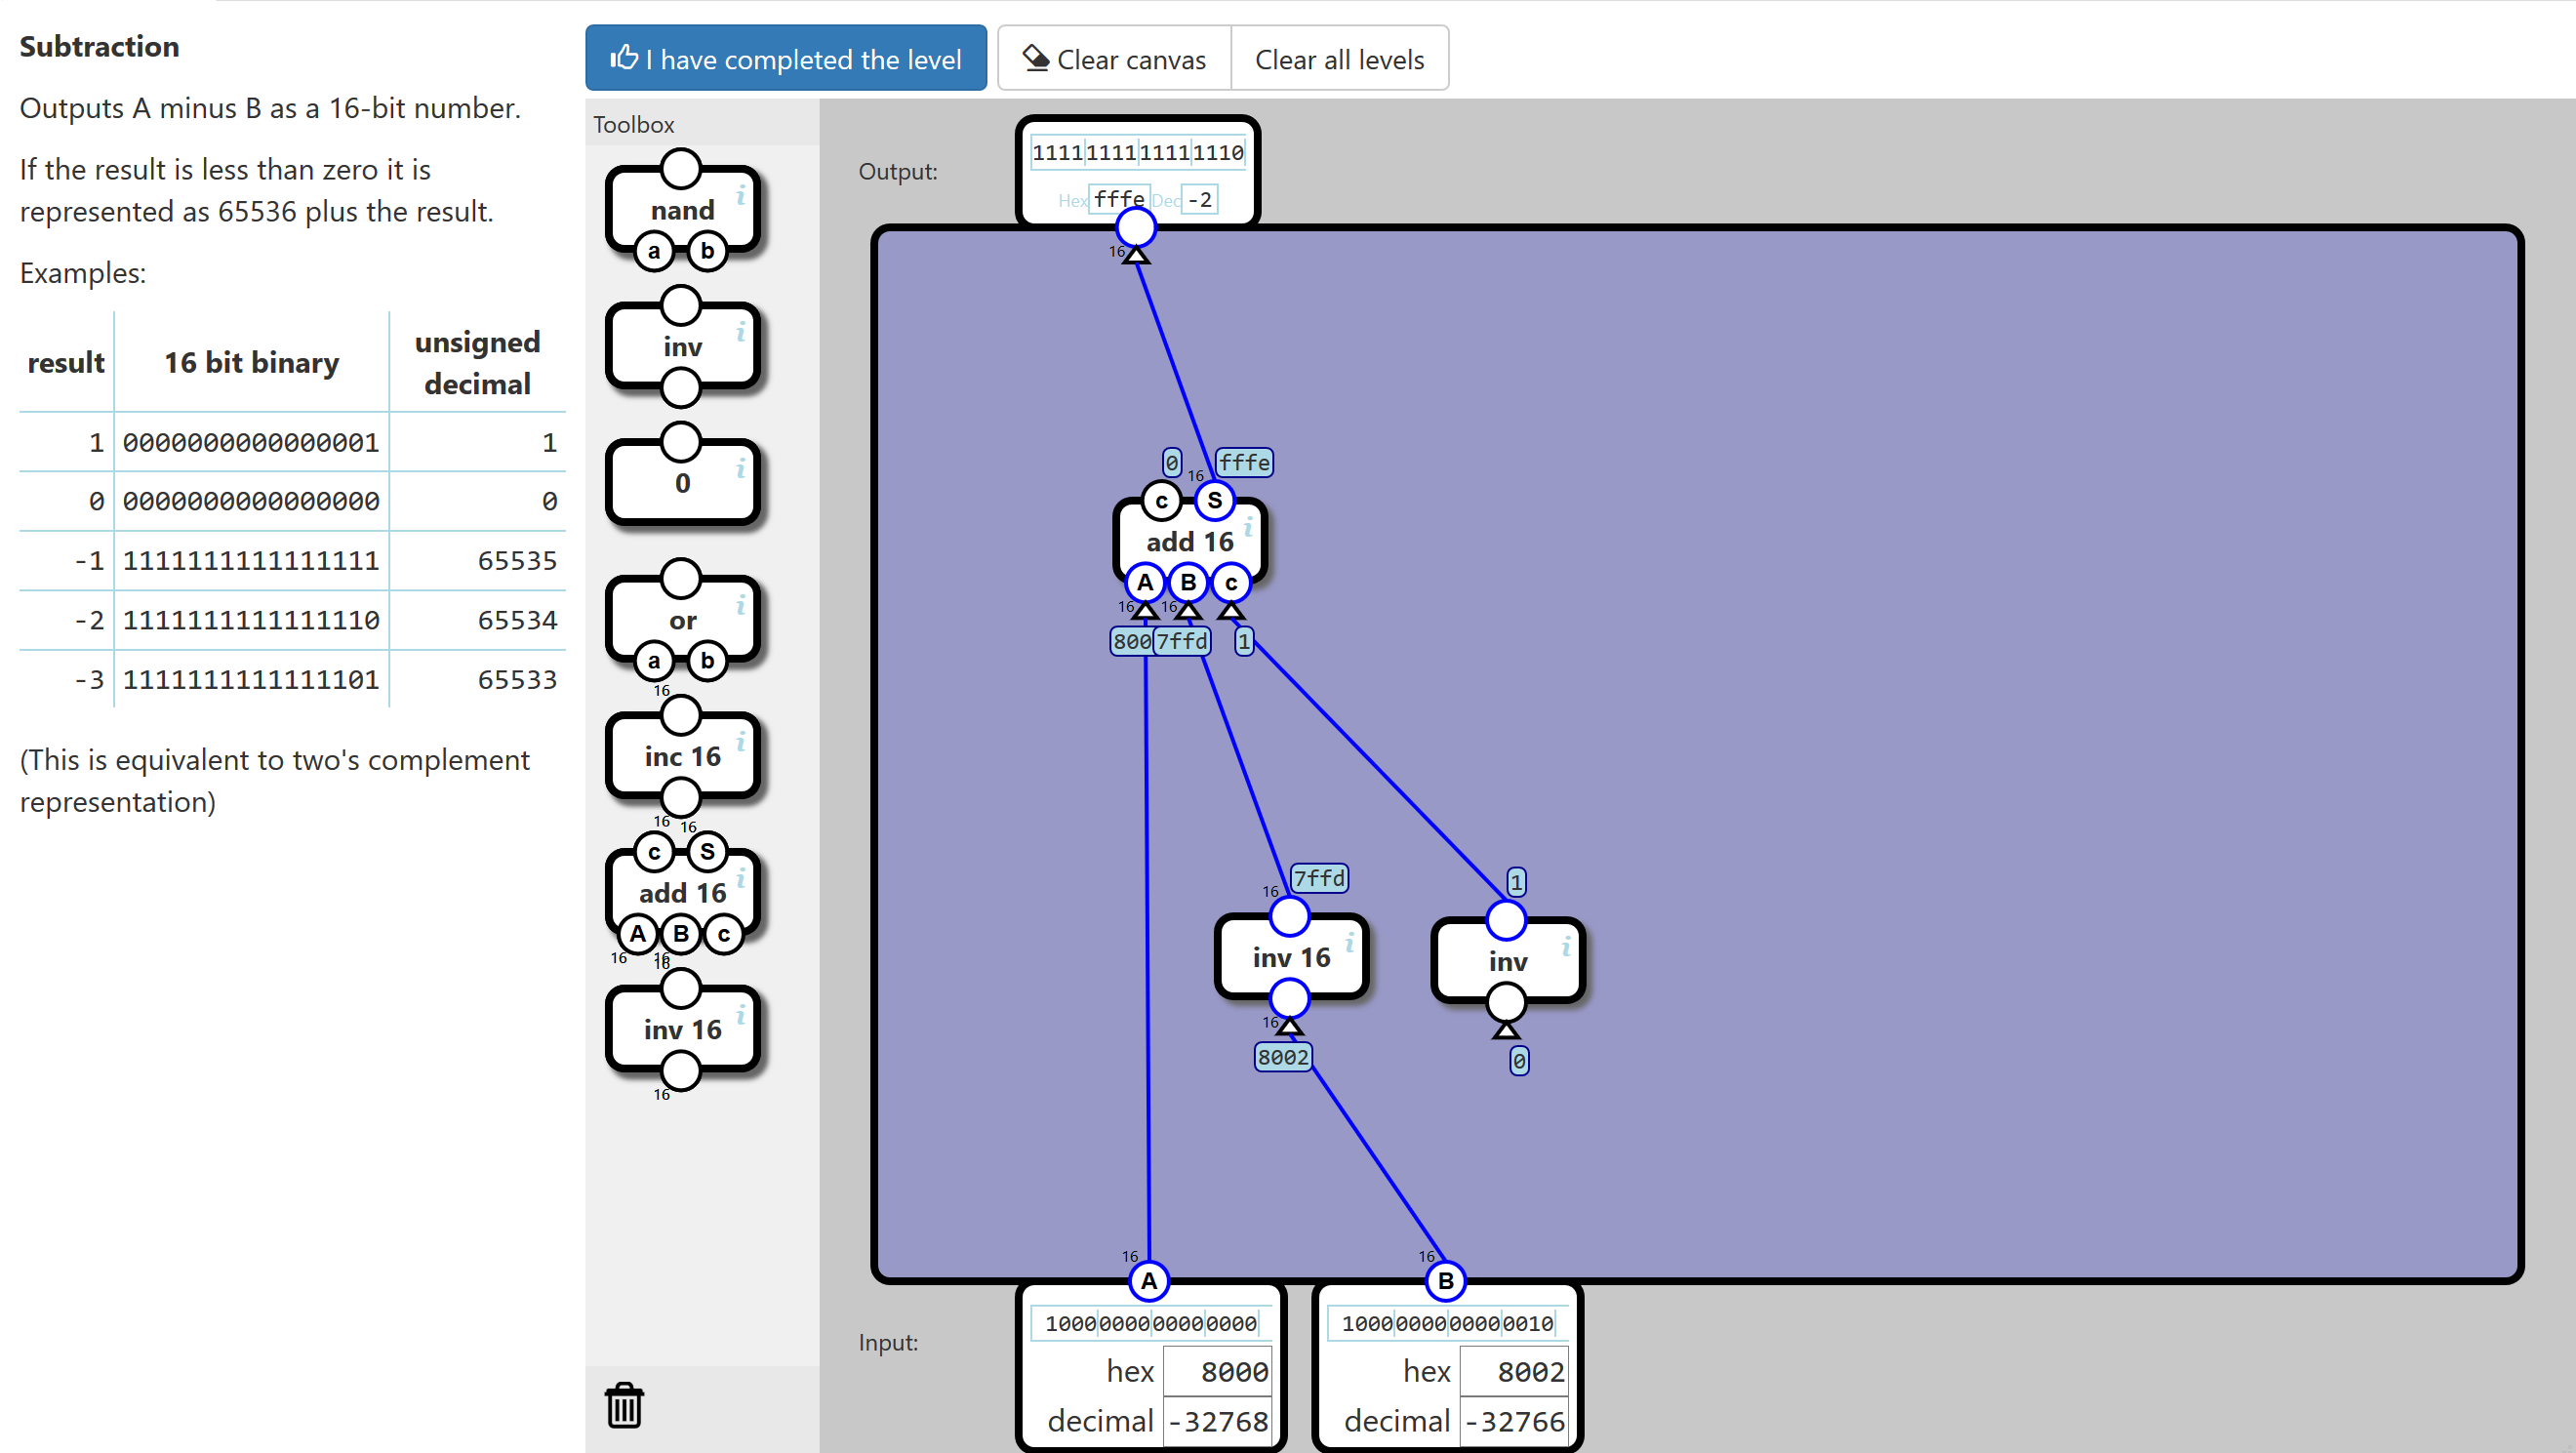 Subtraction
Outputs A minus B as a 16-bit number.
If the result is less than zero it is
represented as 65536 plus the result.
Examples:
result 16 bit binary unsigned decimal
1 0000000000000001 1
0 0000000000000000 0
-1 1111111111111111 65535
-2 1111111111111110 65534
-3 1111111111111101 65533
(This is equivalent to two's complement
representation)
I have completed the level
Clear canvas
Clear all levels
Toolbox
nand i
a b
inv i
0 i
or i
a b
16
inc 16 i
16
16
c S
add 16 i
A B c
16 16
16
inv 16 i
16
Output:
1111 1111 1111 1110
Hex fffe Dec -2
16
0 16 fffe
c S
add 16 i
A B c
16 16
800 7ffd 1
16 7ffd
inv 16 i
16
8002
1
inv i
0
16 16
A B
Input:
1000 0000 0000 0000
hex 8000
decimal -32768
1000 0000 0000 0010
hex 8002
decimal -32766